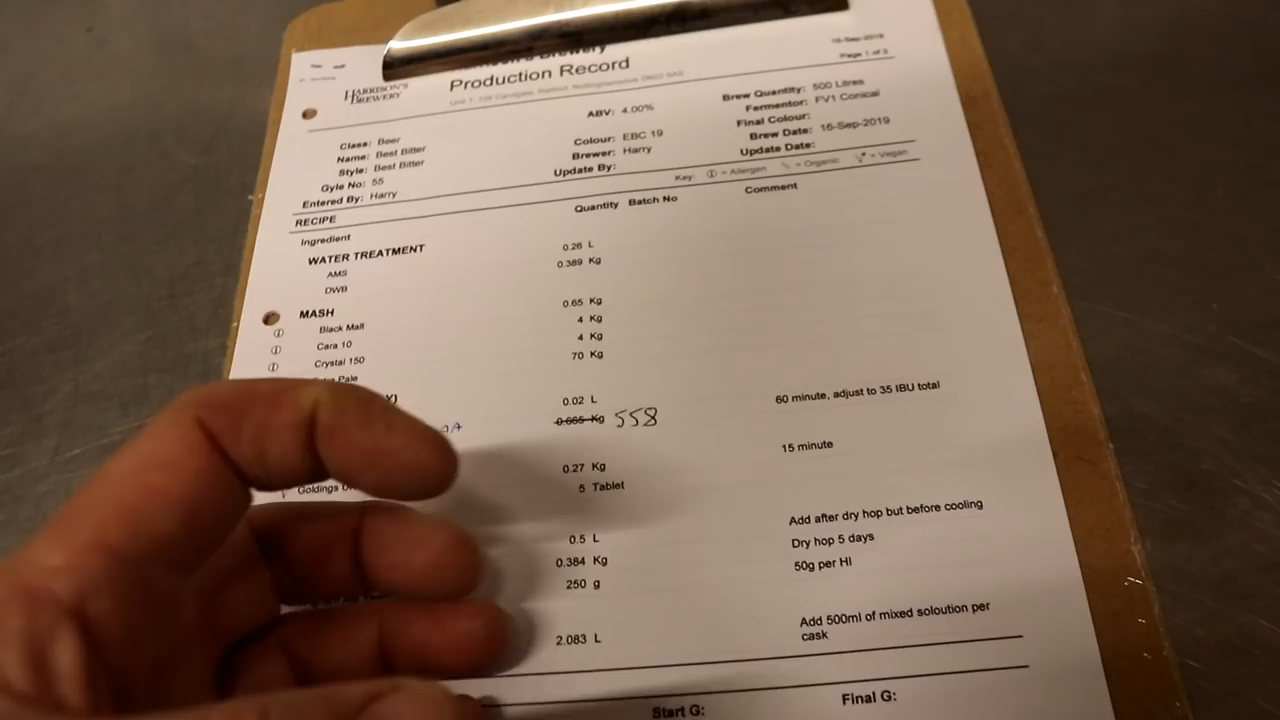 Brewery
16-Sep-2019
Page 1 of 3
HARRISON'S
BREWERY
Production Record
ABV: 4.00%
Brew Quantity: 500 Litres
Fermentor: FV1 Conical
Final Colour:
Class: Beer
Name: Best Bitter
Style: Best Bitter
Gyle No: 55
Entered By: Harry
Colour: EBC 19
Brewer: Harry
Update By:
Brew Date: 16-Sep-2019
Update Date:
Key: = Allergen = Organic = Vegan
RECIPE
Ingredient Quantity Batch No Comment
WATER TREATMENT
AMS 0.26 L
DWB 0.389 Kg
MASH
Black Malt 0.65 Kg
Cara 10 4 Kg
Crystal 150 4 Kg
Pale 70 Kg
0.02 L
0.665 Kg 558 60 minute, adjust to 35 IBU total
0.27 Kg 15 minute
Goldings 5 Tablet
0.5 L Add after dry hop but before cooling
0.384 Kg Dry hop 5 days
250 g 50g per Hl
2.083 L Add 500ml of mixed soloution per
cask
Start G: Final G: